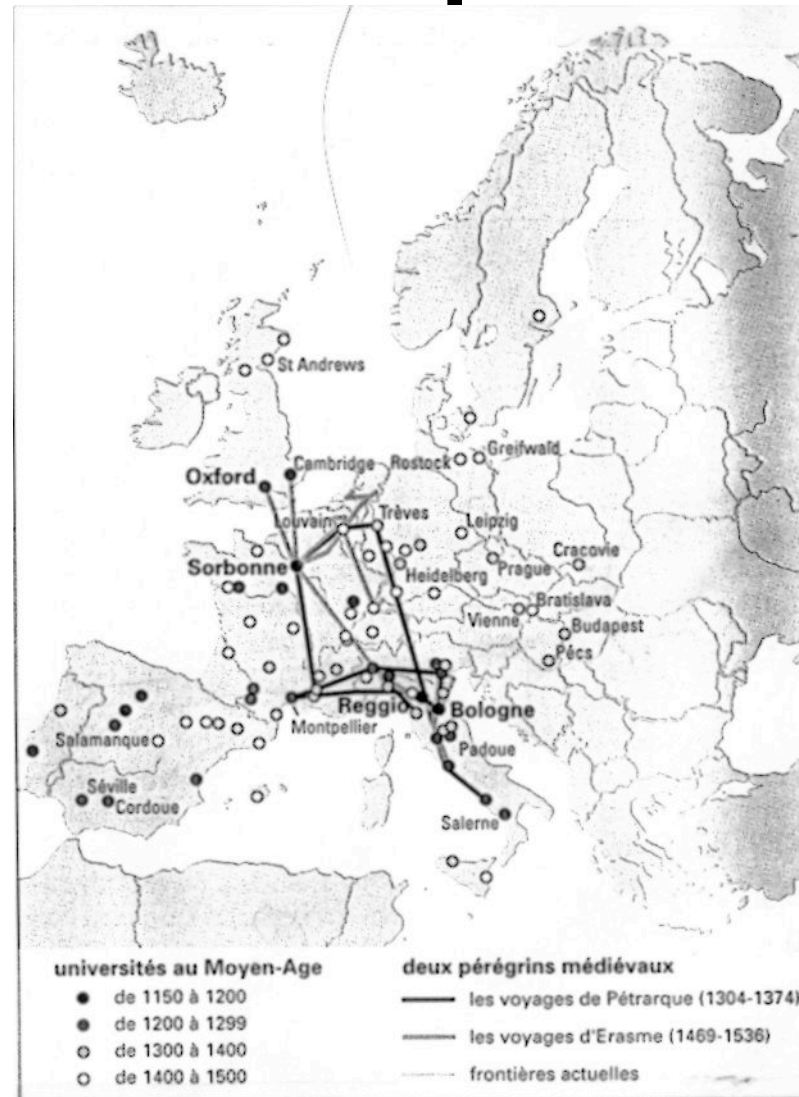 St Andrews
Cambridge
Rostock
Greifwald
Oxford
Louvain
Trèves
Leipzig
Sorbonne
Heidelberg
Prague
Cracovie
Vienne
Bratislava
Budapest
Pécs
Reggio
Bologne
Montpellier
Salamanque
Padoue
Séville
Cordoue
Salerne
universités au Moyen-Age
de 1150 à 1200
de 1200 à 1299
de 1300 à 1400
de 1400 à 1500
deux pérégrins médiévaux
les voyages de Pétrarque (1304-1374)
les voyages d'Erasme (1469-1536)
frontières actuelles